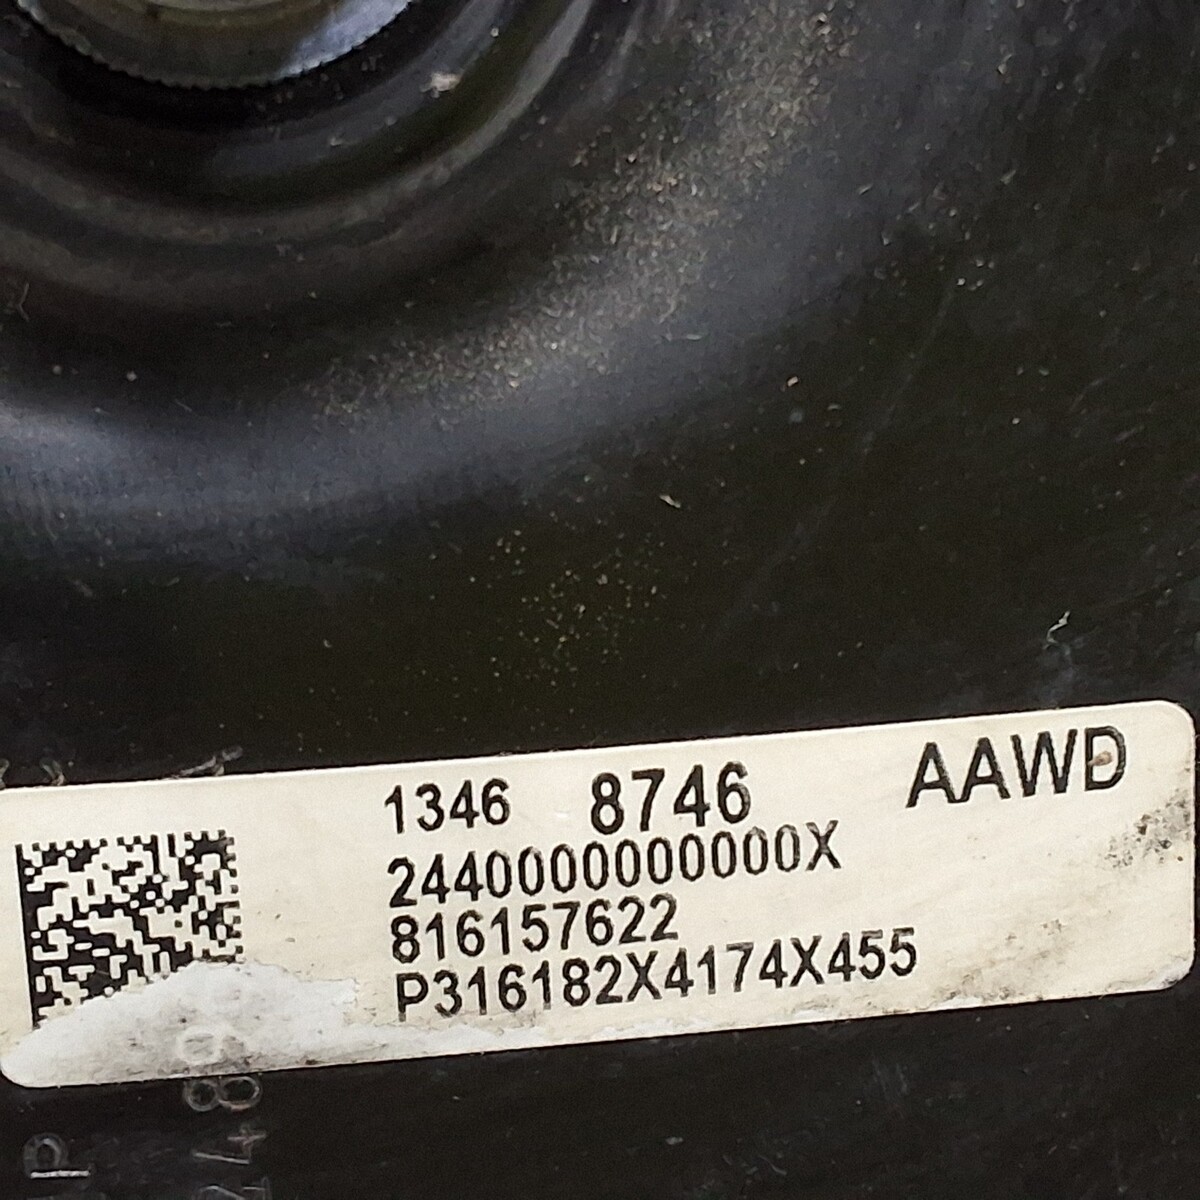 1346 8746 AAWD
2440000000000X
816157622
P316182X4174X455